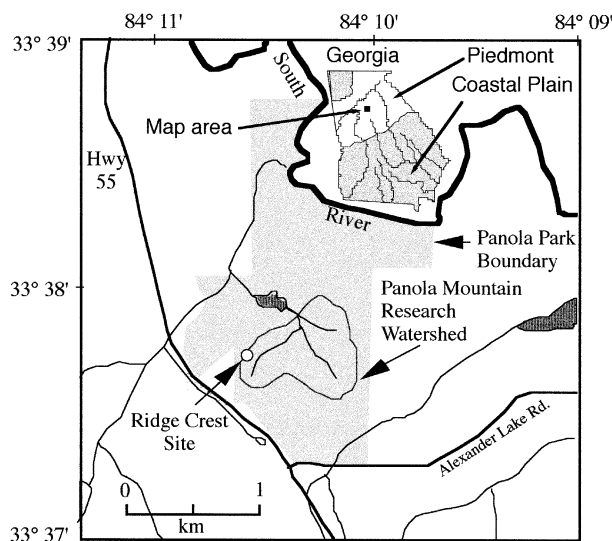 84° 11'
84° 10'
84° 09'
33° 39'
Georgia
Piedmont
Coastal Plain
South
Map area
Hwy
55
River
Panola Park
Boundary
33° 38'
Panola Mountain
Research
Watershed
Ridge Crest
Site
Alexander Lake Rd.
0
1
km
33° 37'